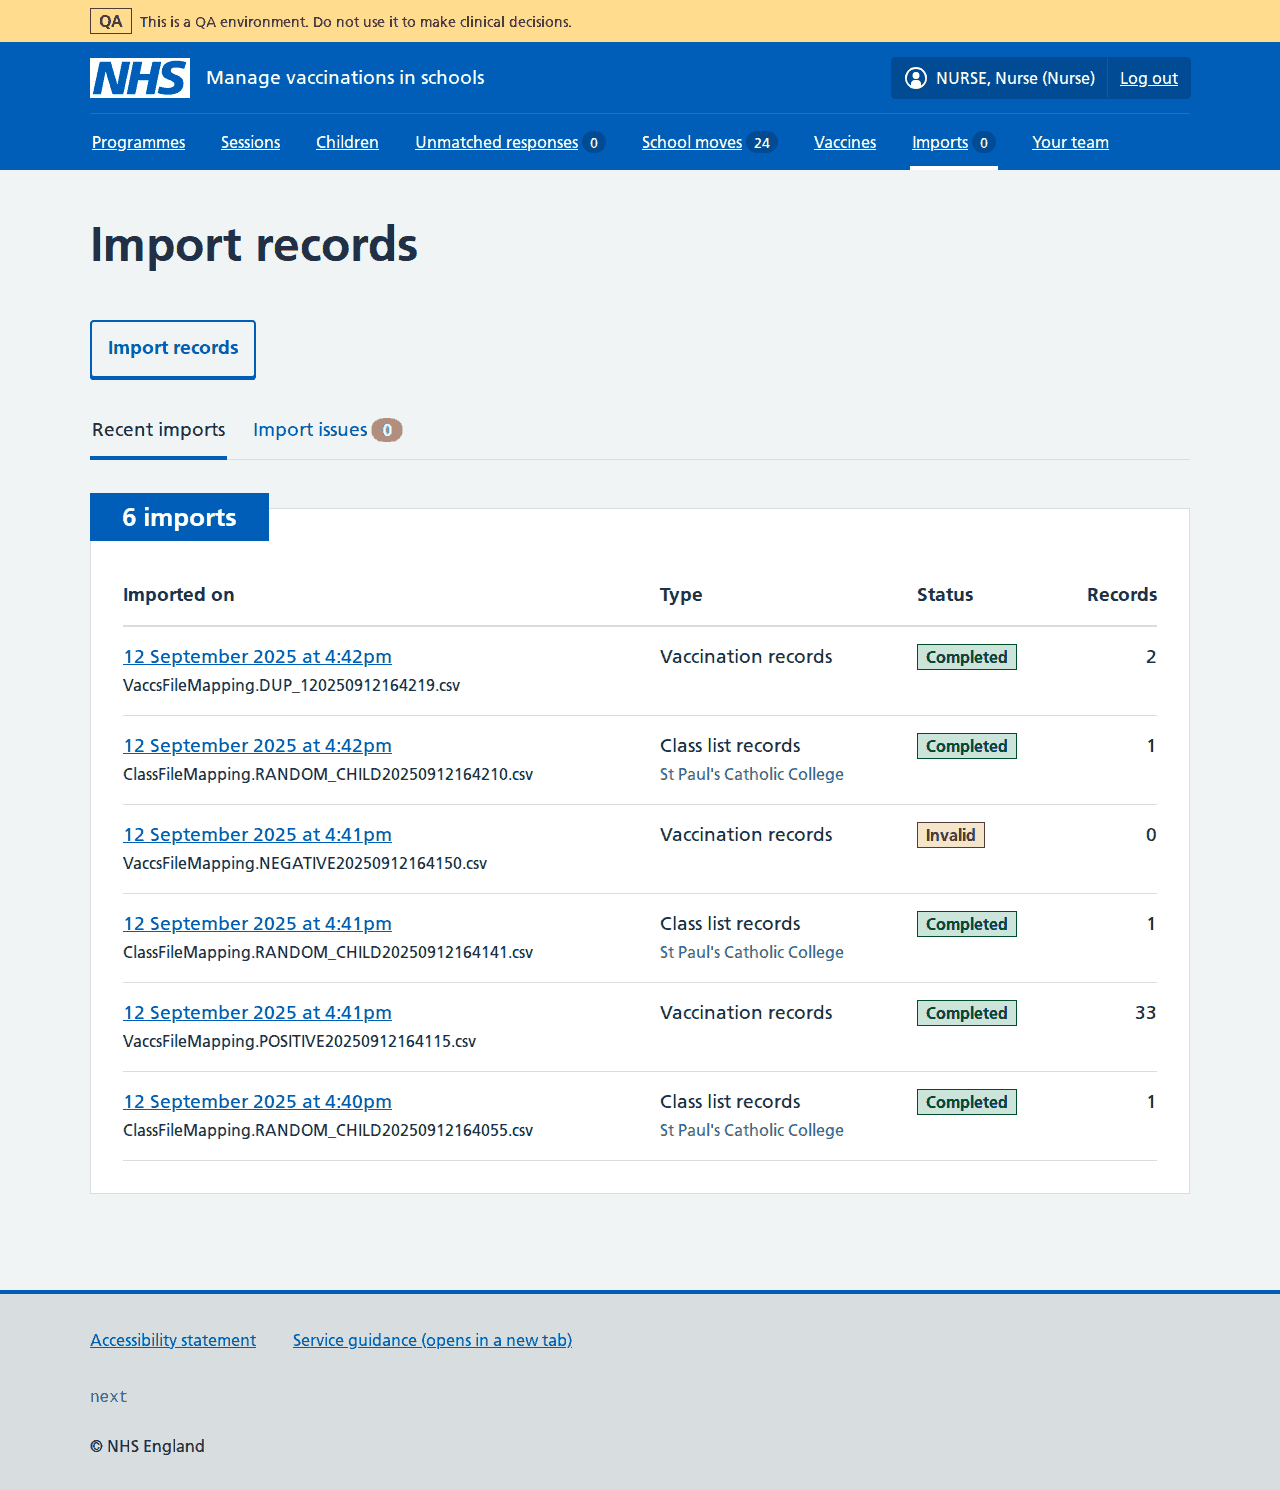 QA This is a QA environment. Do not use it to make clinical decisions.
NHS Manage vaccinations in schools NURSE, Nurse (Nurse) Log out
Programmes Sessions Children Unmatched responses 0 School moves 24 Vaccines Imports 0 Your team
Import records
Import records
Recent imports Import issues 0
6 imports
Imported on Type Status Records
12 September 2025 at 4:42pm Vaccination records Completed 2
VaccsFileMapping.DUP_120250912164219.csv
12 September 2025 at 4:42pm Class list records Completed 1
ClassFileMapping.RANDOM_CHILD20250912164210.csv St Paul's Catholic College
12 September 2025 at 4:41pm Vaccination records Invalid 0
VaccsFileMapping.NEGATIVE20250912164150.csv
12 September 2025 at 4:41pm Class list records Completed 1
ClassFileMapping.RANDOM_CHILD20250912164141.csv St Paul's Catholic College
12 September 2025 at 4:41pm Vaccination records Completed 33
VaccsFileMapping.POSITIVE20250912164115.csv
12 September 2025 at 4:40pm Class list records Completed 1
ClassFileMapping.RANDOM_CHILD20250912164055.csv St Paul's Catholic College
Accessibility statement Service guidance (opens in a new tab)
next
© NHS England